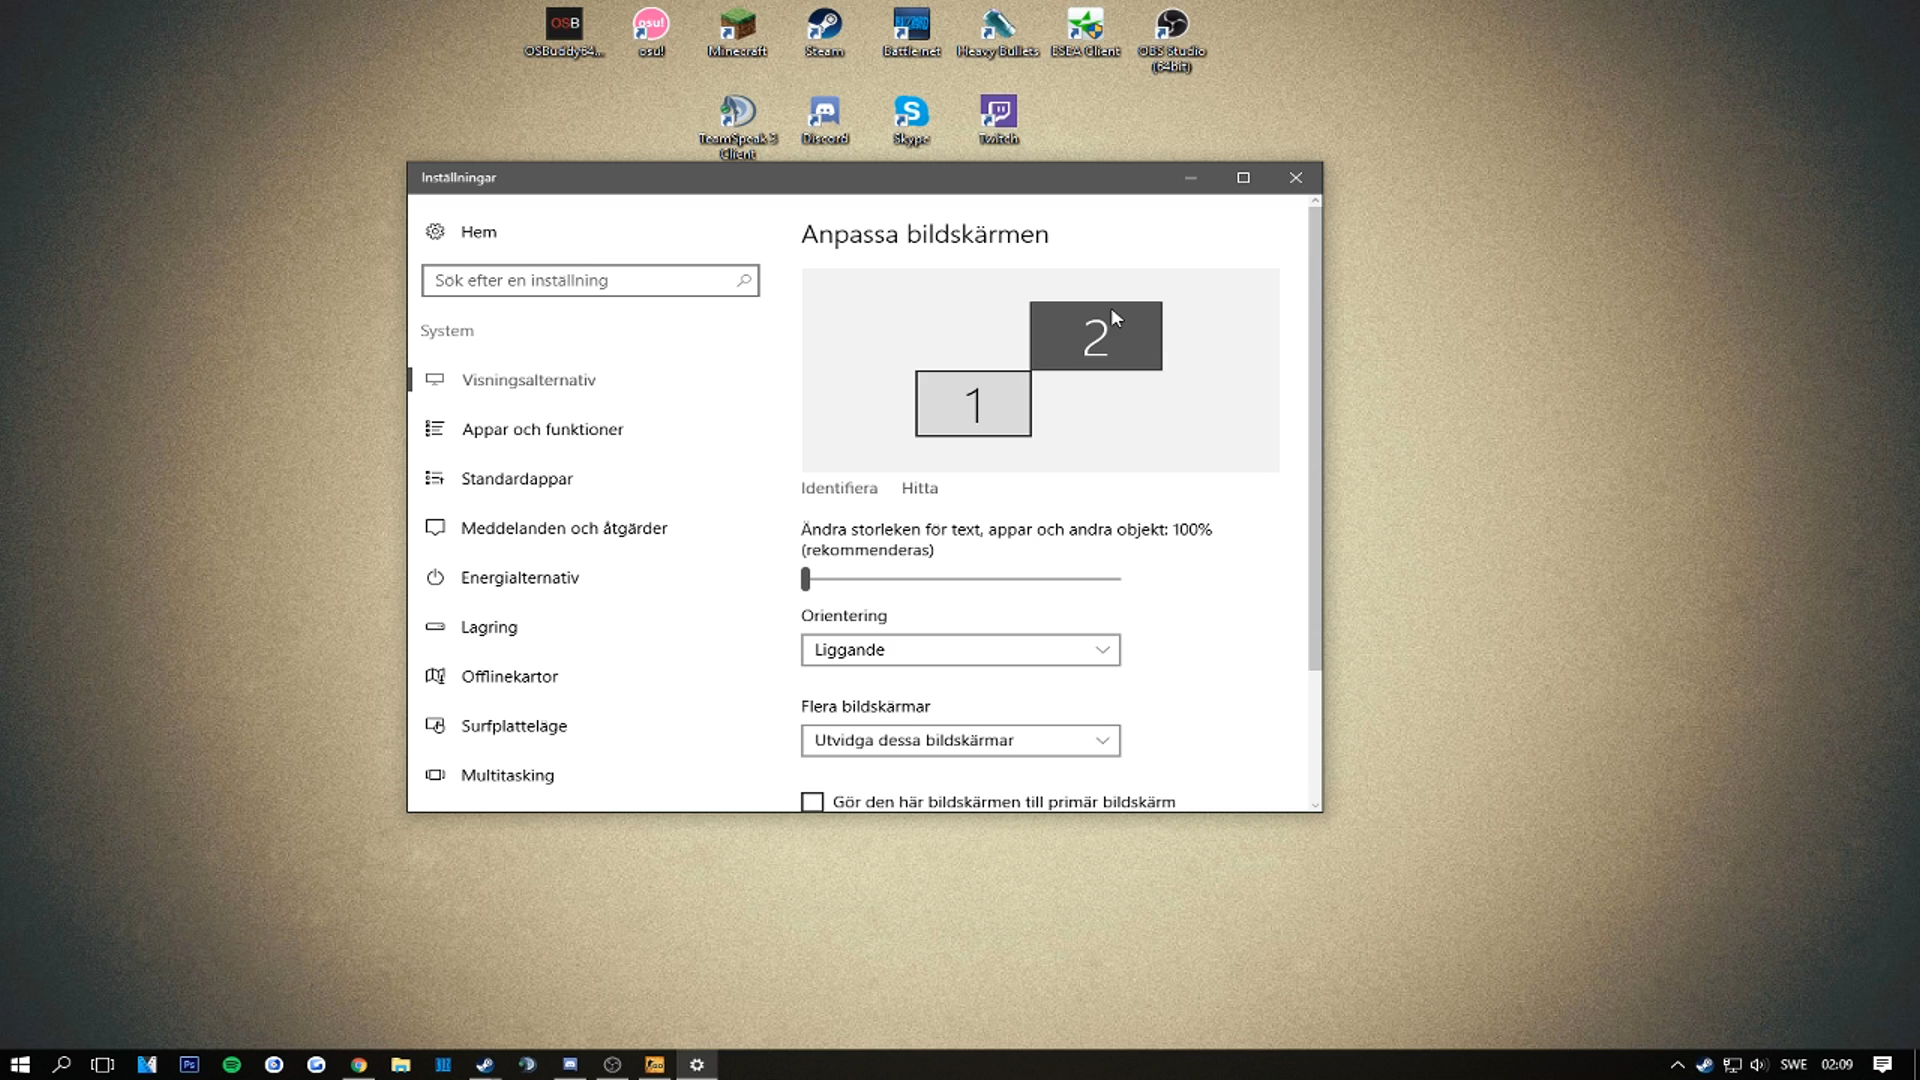 OSB osu! BLIZZARD
OSBuddy64... osu! Minecraft Steam Battle.net Heavy Bullets ESEA Client OBS Studio
(64bit)
TeamSpeak 3 Discord Skype Twitch
Client
Inställningar
Hem
Sök efter en inställning
System
Visningsalternativ
Appar och funktioner
Standardappar
Meddelanden och åtgärder
Energialternativ
Lagring
Offlinekartor
Surfplatteläge
Multitasking
Anpassa bildskärmen
2
1
Identifiera Hitta
Ändra storleken för text, appar och andra objekt: 100%
(rekommenderas)
Orientering
Liggande
Flera bildskärmar
Utvidga dessa bildskärmar
Gör den här bildskärmen till primär bildskärm
Ps
SWE 02:09